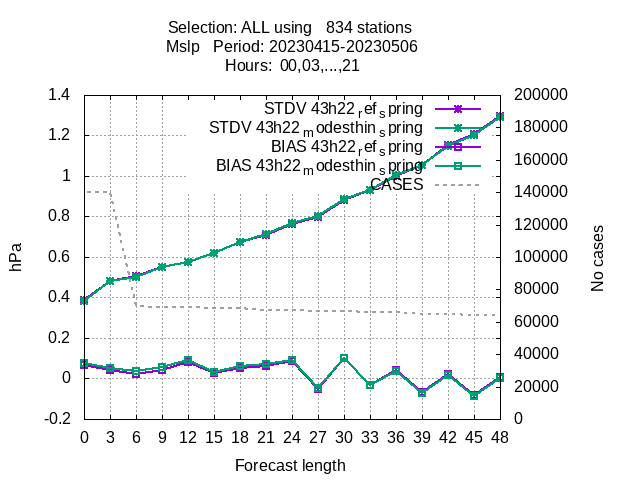 Selection: ALL using   834 stations
Mslp   Period: 20230415-20230506
Hours:  00,03,...,21
1.4 200000
STDV 43h22_ref_spring
1.2 STDV 43h22_modesthin_spring 180000
BIAS 43h22_ref_spring 160000
1 BIAS 43h22_modesthin_spring
CASES 140000
0.8 120000
hPa 0.6 100000 No cases
0.4 80000
60000
0.2 40000
0 20000
-0.2 0
0 3 6 9 12 15 18 21 24 27 30 33 36 39 42 45 48
Forecast length